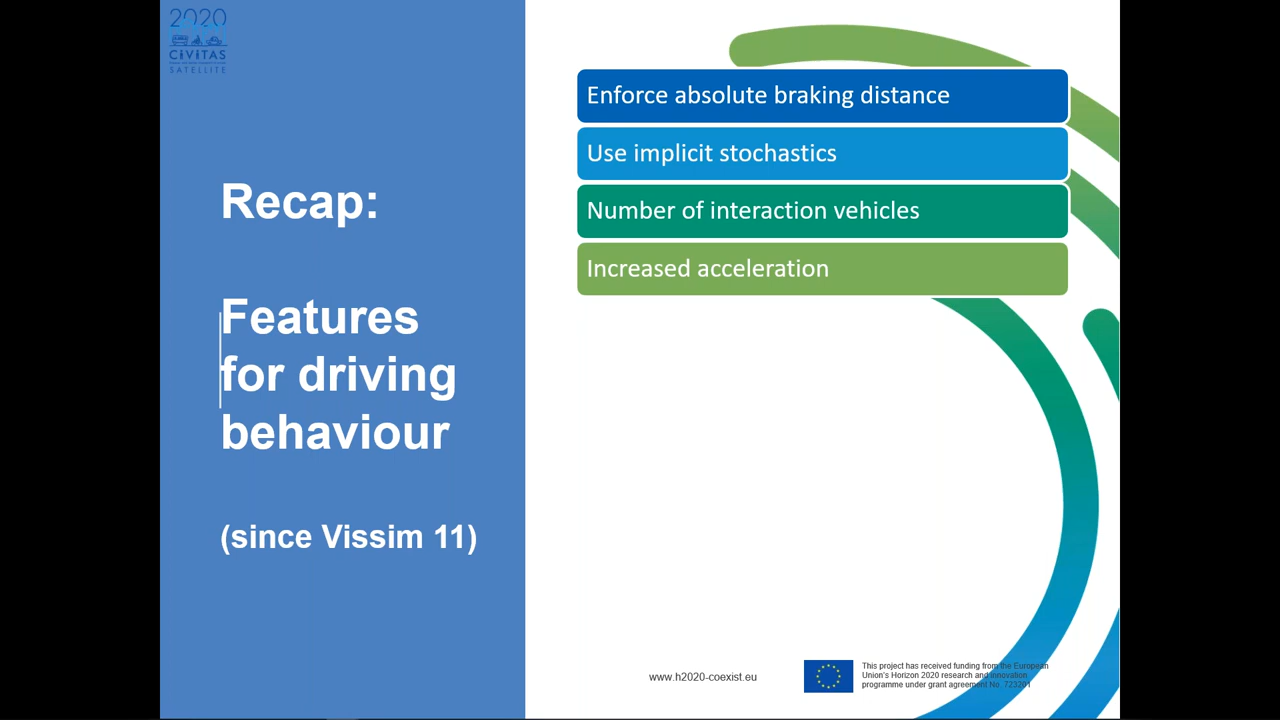 2020
CIVITAS
SATELLITE
Recap:
Features
for driving
behaviour
(since Vissim 11)
Enforce absolute braking distance
Use implicit stochastics
Number of interaction vehicles
Increased acceleration
www.h2020-coexist.eu
This project has received funding from the European
Union's Horizon 2020 research and innovation
programme under grant agreement No. 723201